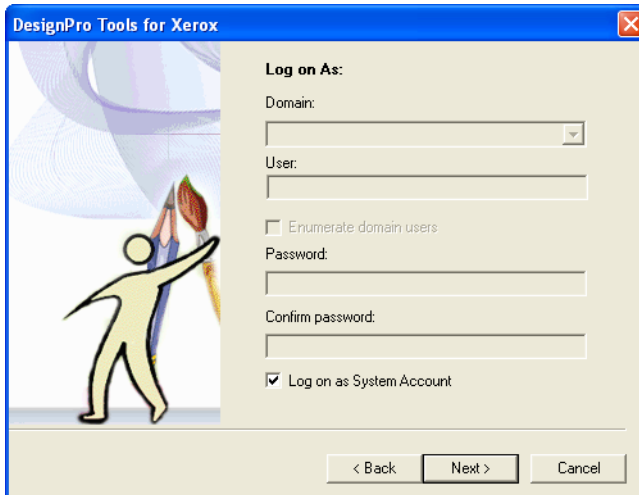 DesignPro Tools for Xerox
Log on As:
Domain:
User:
Enumerate domain users
Password:
Confirm password:
Log on as System Account
< Back
Next >
Cancel